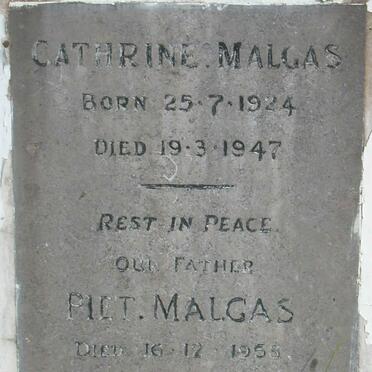 CATHRINE. MALGAS
BORN 25·7·1924
DIED 19·3·1947
REST IN PEACE.
OUR FATHER
PIET. MALGAS
DIED 16·12·1958